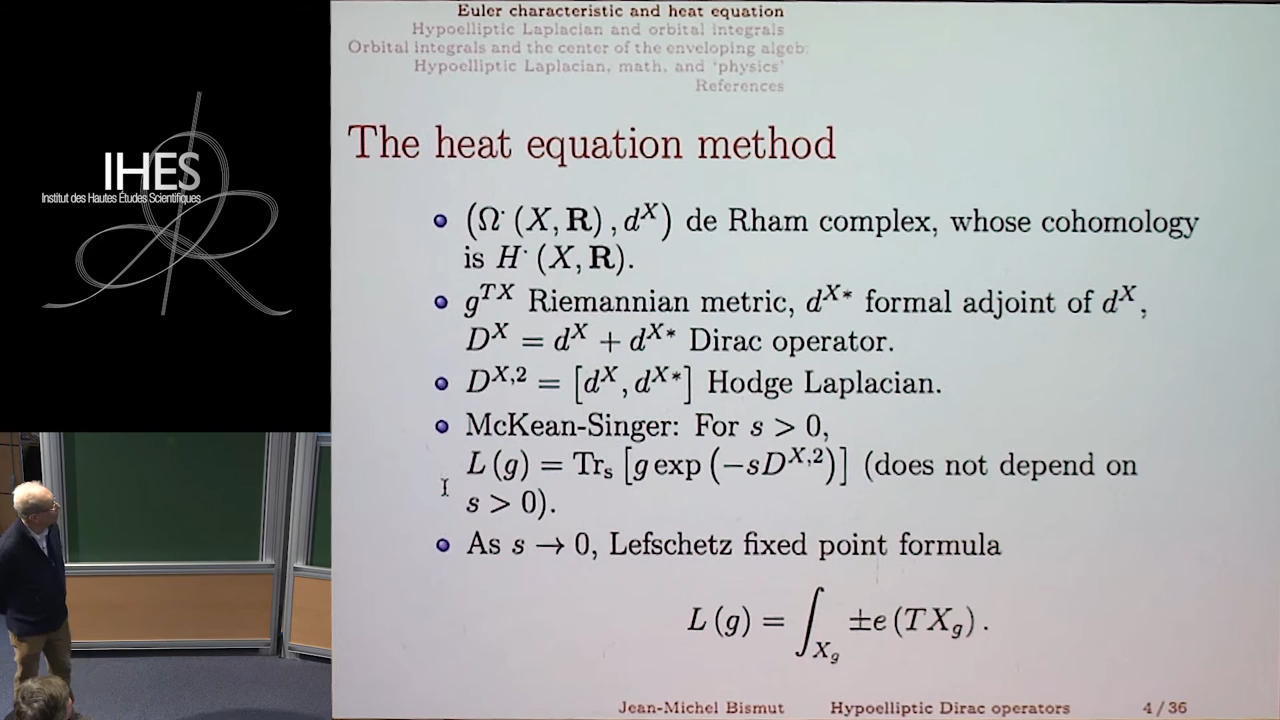 IHES
Institut des Hautes Études Scientifiques
Euler characteristic and heat equation
Hypoelliptic Laplacian and orbital integrals
Orbital integrals and the center of the enveloping algeb
Hypoelliptic Laplacian, math, and ‘physics’
References
The heat equation method
(Ω˙ (X, R) , d^X) de Rham complex, whose cohomology
is H˙ (X, R).
g^{TX} Riemannian metric, d^{X*} formal adjoint of d^X,
D^X = d^X + d^{X*} Dirac operator.
D^{X,2} = [d^X, d^{X*}] Hodge Laplacian.
McKean-Singer: For s > 0,
L (g) = Tr_s [g exp (−sD^{X,2})] (does not depend on
s > 0).
As s → 0, Lefschetz fixed point formula
L (g) = ∫_{X_g} ±e (TX_g) .
Jean-Michel Bismut Hypoelliptic Dirac operators 4 / 36